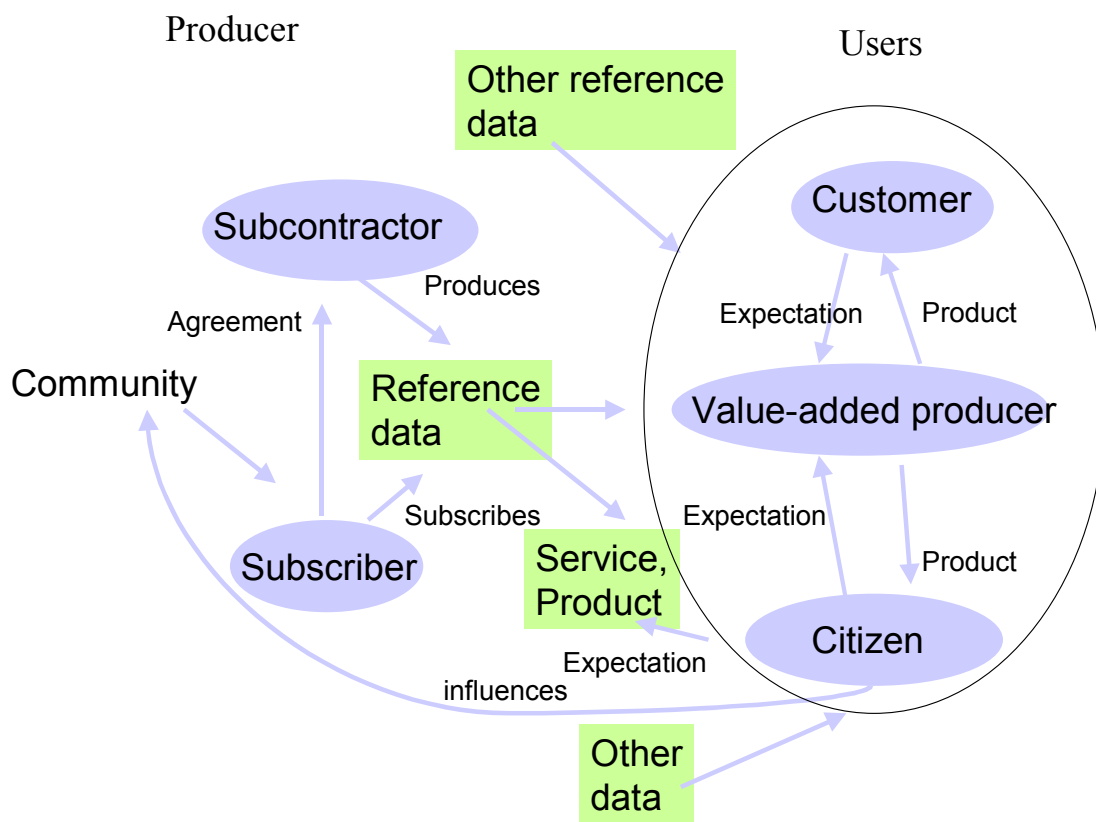 Producer
Users
Other reference
data
Customer
Subcontractor
Produces
Expectation
Product
Agreement
Community
Reference
data
Value-added producer
Subscribes
Expectation
Subscriber
Service,
Product
Product
Citizen
Expectation
influences
Other
data